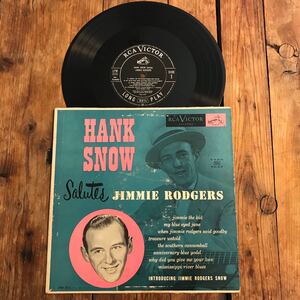 RCA VICTOR
LONG 33⅓ PLAY
HANK
SNOW
RCA VICTOR
Salutes JIMMIE RODGERS
jimmie the kid
my blue eyed jane
when jimmie rodgers said goodby
treasure untold
the southern cannonball
anniversary blue yodel
why did you give me your love
mississippi river blues
INTRODUCING JIMMIE RODGERS SNOW